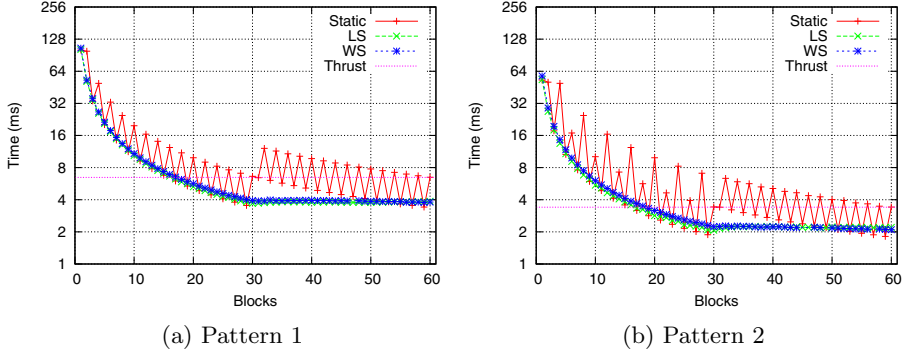 256
128
64
32
16
8
4
2
1
Time (ms)
0 10 20 30 40 50 60
Blocks
Static
LS
WS
Thrust
(a) Pattern 1
256
128
64
32
16
8
4
2
1
Time (ms)
0 10 20 30 40 50 60
Blocks
Static
LS
WS
Thrust
(b) Pattern 2